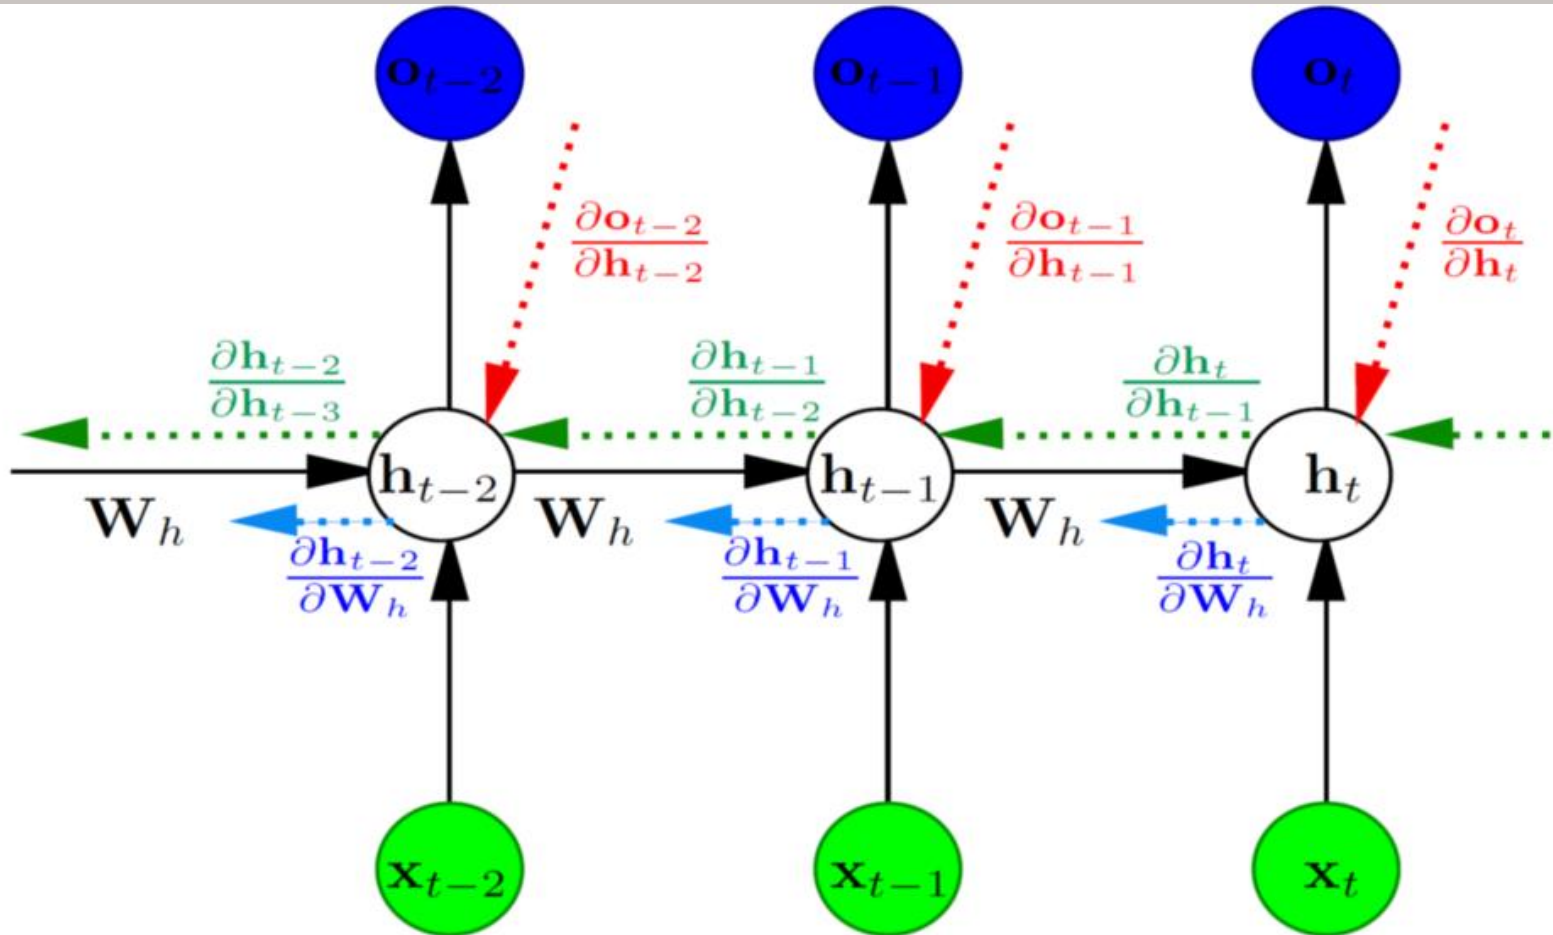 o_{t-2} o_{t-1} o_t
∂o_{t-2}/∂h_{t-2} ∂o_{t-1}/∂h_{t-1} ∂o_t/∂h_t
∂h_{t-2}/∂h_{t-3} ∂h_{t-1}/∂h_{t-2} ∂h_t/∂h_{t-1}
h_{t-2} h_{t-1} h_t
W_h W_h W_h
∂h_{t-2}/∂W_h ∂h_{t-1}/∂W_h ∂h_t/∂W_h
x_{t-2} x_{t-1} x_t